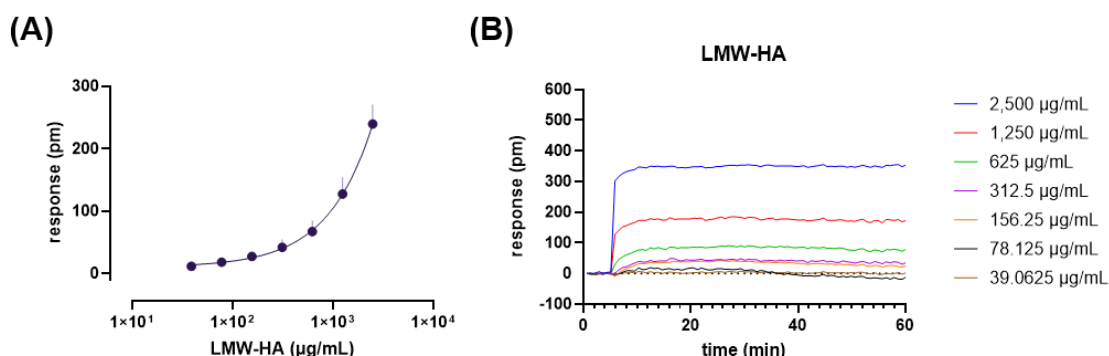 (A)
300
200
100
0
response (pm)
1×10¹
1×10²
1×10³
1×10⁴
LMW-HA (µg/mL)
(B)
LMW-HA
600
500
400
300
200
100
0
-100
response (pm)
0
20
40
60
time (min)
2,500 µg/mL
1,250 µg/mL
625 µg/mL
312.5 µg/mL
156.25 µg/mL
78.125 µg/mL
39.0625 µg/mL